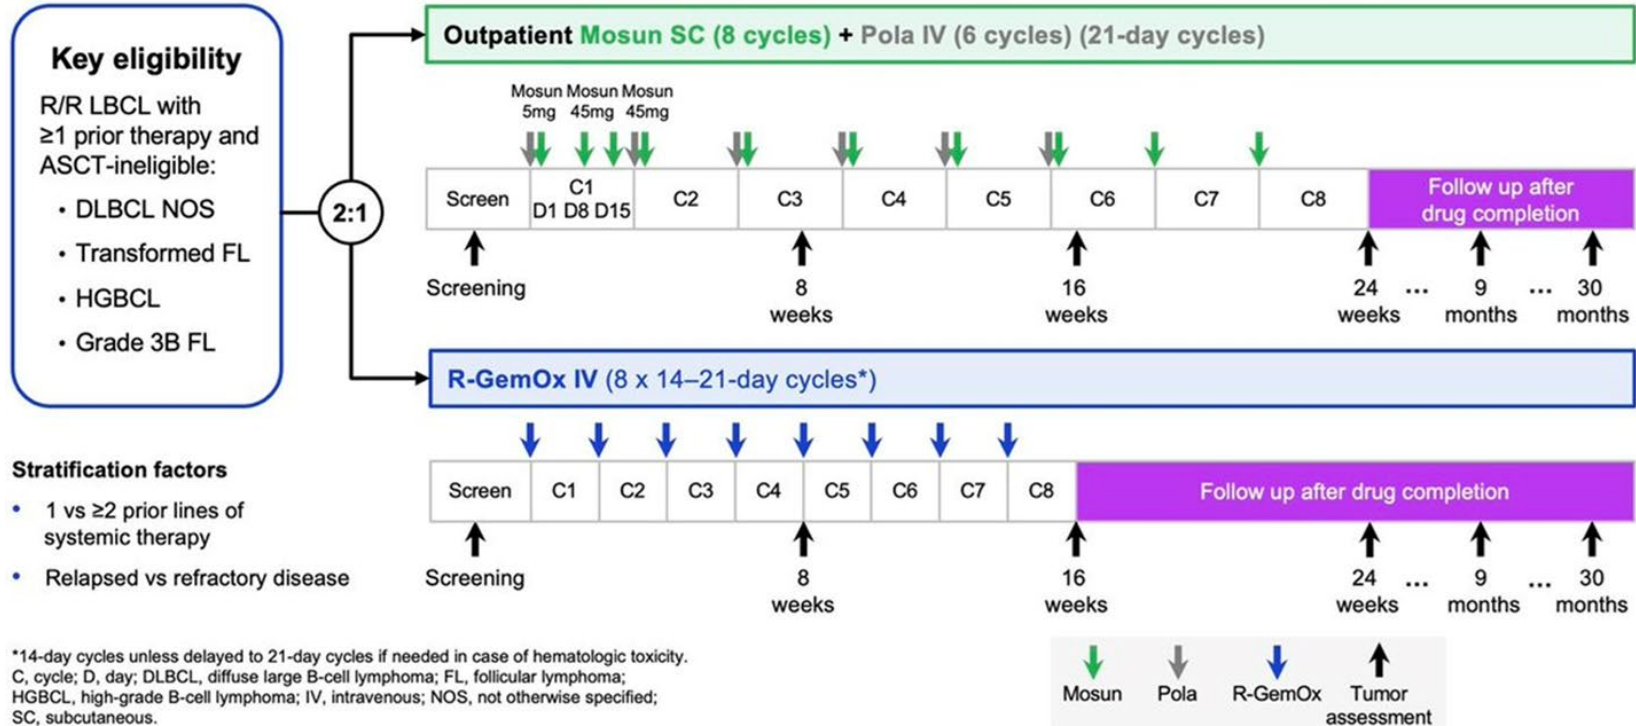 Key eligibility
R/R LBCL with
≥1 prior therapy and
ASCT-ineligible:
• DLBCL NOS
• Transformed FL
• HGBCL
• Grade 3B FL
2:1
Stratification factors
• 1 vs ≥2 prior lines of
systemic therapy
• Relapsed vs refractory disease
Outpatient Mosun SC (8 cycles) + Pola IV (6 cycles) (21-day cycles)
Mosun Mosun Mosun
5mg 45mg 45mg
Screen C1 C2 C3 C4 C5 C6 C7 C8
D1 D8 D15
Follow up after
drug completion
Screening 8 16 24 ... 9 ... 30
weeks weeks weeks months months
R-GemOx IV (8 x 14–21-day cycles*)
Screen C1 C2 C3 C4 C5 C6 C7 C8 Follow up after drug completion
Screening 8 16 24 ... 9 ... 30
weeks weeks weeks months months
*14-day cycles unless delayed to 21-day cycles if needed in case of hematologic toxicity.
C, cycle; D, day; DLBCL, diffuse large B-cell lymphoma; FL, follicular lymphoma;
HGBCL, high-grade B-cell lymphoma; IV, intravenous; NOS, not otherwise specified;
SC, subcutaneous.
Mosun Pola R-GemOx Tumor
assessment